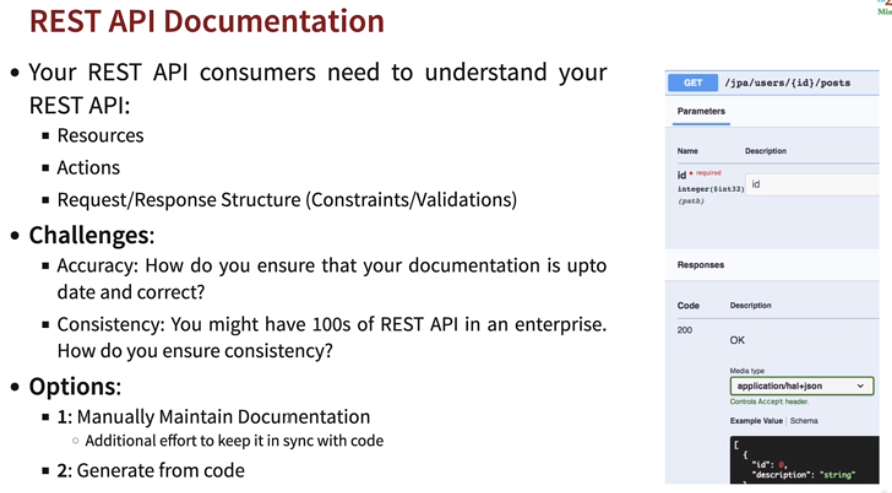 REST API Documentation
• Your REST API consumers need to understand your
REST API:
▪ Resources
▪ Actions
▪ Request/Response Structure (Constraints/Validations)
• Challenges:
▪ Accuracy: How do you ensure that your documentation is upto
date and correct?
▪ Consistency: You might have 100s of REST API in an enterprise.
How do you ensure consistency?
• Options:
▪ 1: Manually Maintain Documentation
○ Additional effort to keep it in sync with code
▪ 2: Generate from code
GET /jpa/users/{id}/posts
Parameters
Name Description
id * required
integer($int32)
(path)
id
Responses
Code Description
200
OK
Media type
application/hal+json
Controls Accept header.
Example Value | Schema
[
{
"id": 0,
"description": "string"